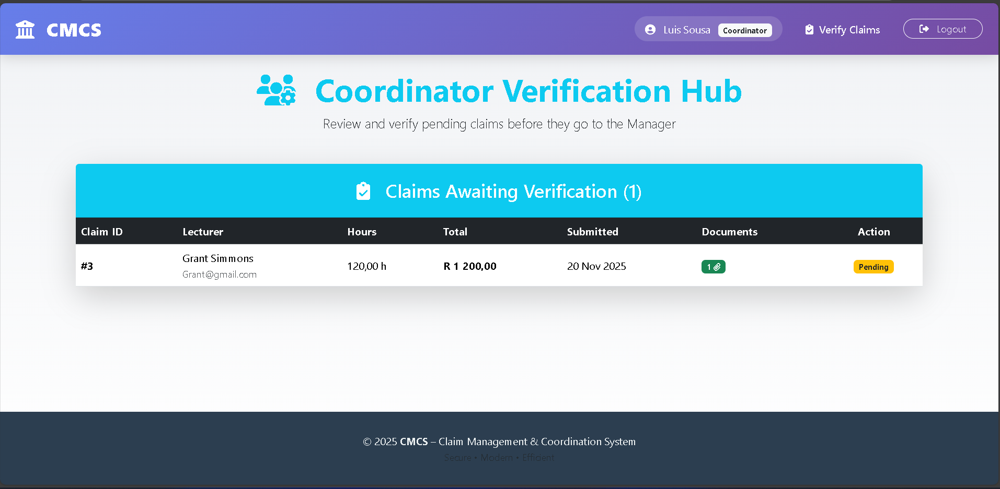 CMCS
Luis Sousa Coordinator
Verify Claims
Logout
Coordinator Verification Hub
Review and verify pending claims before they go to the Manager
Claims Awaiting Verification (1)
Claim ID Lecturer Hours Total Submitted Documents Action
#3 Grant Simmons 120,00 h R 1 200,00 20 Nov 2025 1 Pending
Grant@gmail.com
© 2025 CMCS – Claim Management & Coordination System
Secure • Modern • Efficient